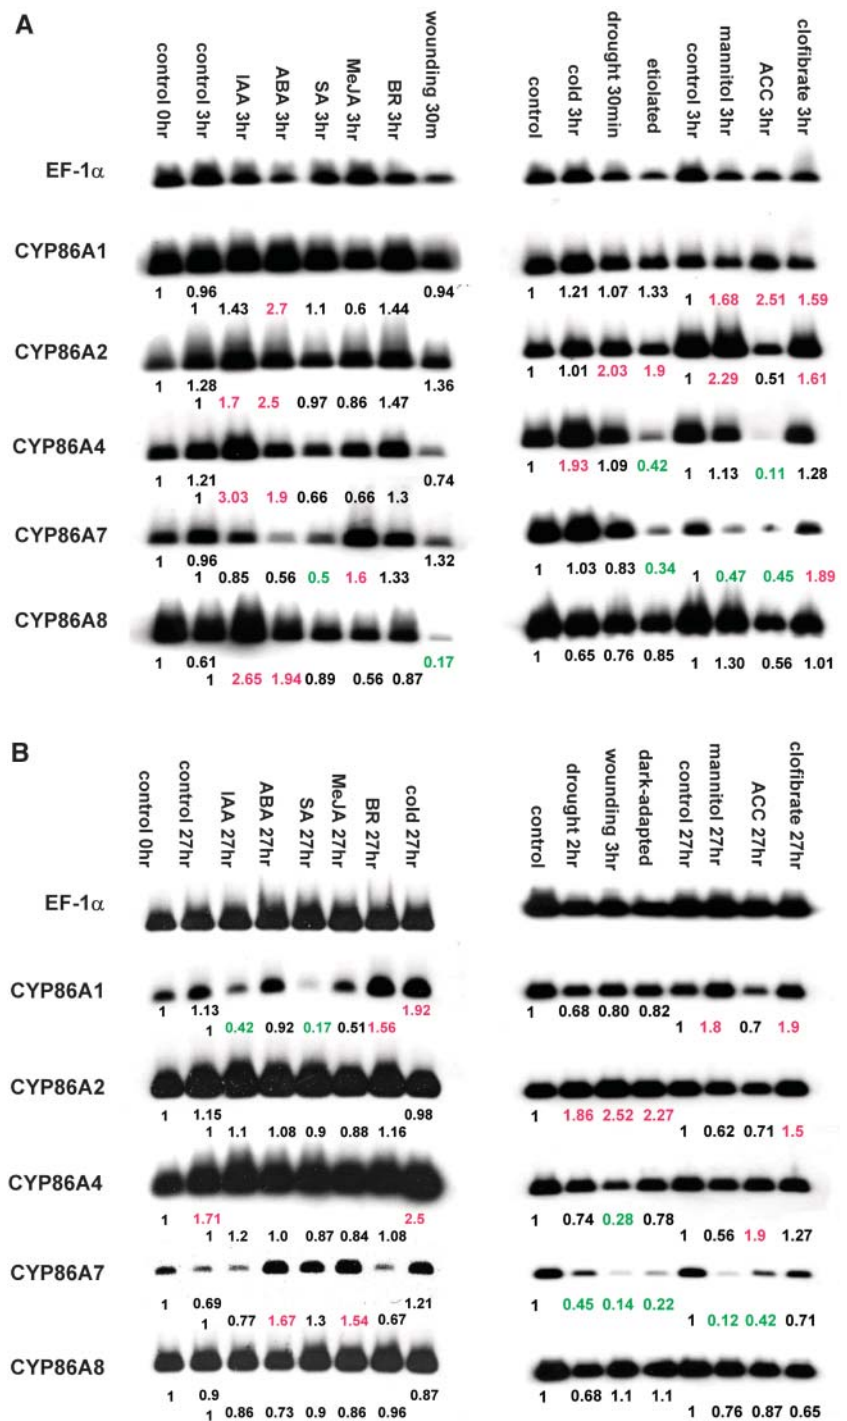 A
control 0hr
control 3hr
IAA 3hr
ABA 3hr
SA 3hr
MeJA 3hr
BR 3hr
wounding 30m
control
cold 3hr
drought 30min
etiolated
control 3hr
mannitol 3hr
ACC 3hr
clofibrate 3hr
EF-1α
CYP86A1
1 0.96 0.94
1 1.43 2.7 1.1 0.6 1.44
1 1.21 1.07 1.33
1 1.68 2.51 1.59
CYP86A2
1 1.28 1.36
1 1.7 2.5 0.97 0.86 1.47
1 1.01 2.03 1.9
1 2.29 0.51 1.61
CYP86A4
1 1.21 0.74
1 3.03 1.9 0.66 0.66 1.3
1 1.93 1.09 0.42
1 1.13 0.11 1.28
CYP86A7
1 0.96 1.32
1 0.85 0.56 0.5 1.6 1.33
1 1.03 0.83 0.34
1 0.47 0.45 1.89
CYP86A8
1 0.61 0.17
1 2.65 1.94 0.89 0.56 0.87
1 0.65 0.76 0.85
1 1.30 0.56 1.01
B
control 0hr
control 27hr
IAA 27hr
ABA 27hr
SA 27hr
MeJA 27hr
BR 27hr
cold 27hr
control
drought 2hr
wounding 3hr
dark-adapted
control 27hr
mannitol 27hr
ACC 27hr
clofibrate 27hr
EF-1α
CYP86A1
1 1.13 1.92
1 0.42 0.92 0.17 0.51 1.56
1 0.68 0.80 0.82
1 1.8 0.7 1.9
CYP86A2
1 1.15 0.98
1 1.1 1.08 0.9 0.88 1.16
1 1.86 2.52 2.27
1 0.62 0.71 1.5
CYP86A4
1 1.71 2.5
1 1.2 1.0 0.87 0.84 1.08
1 0.74 0.28 0.78
1 0.56 1.9 1.27
CYP86A7
1 0.69 1.21
1 0.77 1.67 1.3 1.54 0.67
1 0.45 0.14 0.22
1 0.12 0.42 0.71
CYP86A8
1 0.9 0.87
1 0.86 0.73 0.9 0.86 0.96
1 0.68 1.1 1.1
1 0.76 0.87 0.65